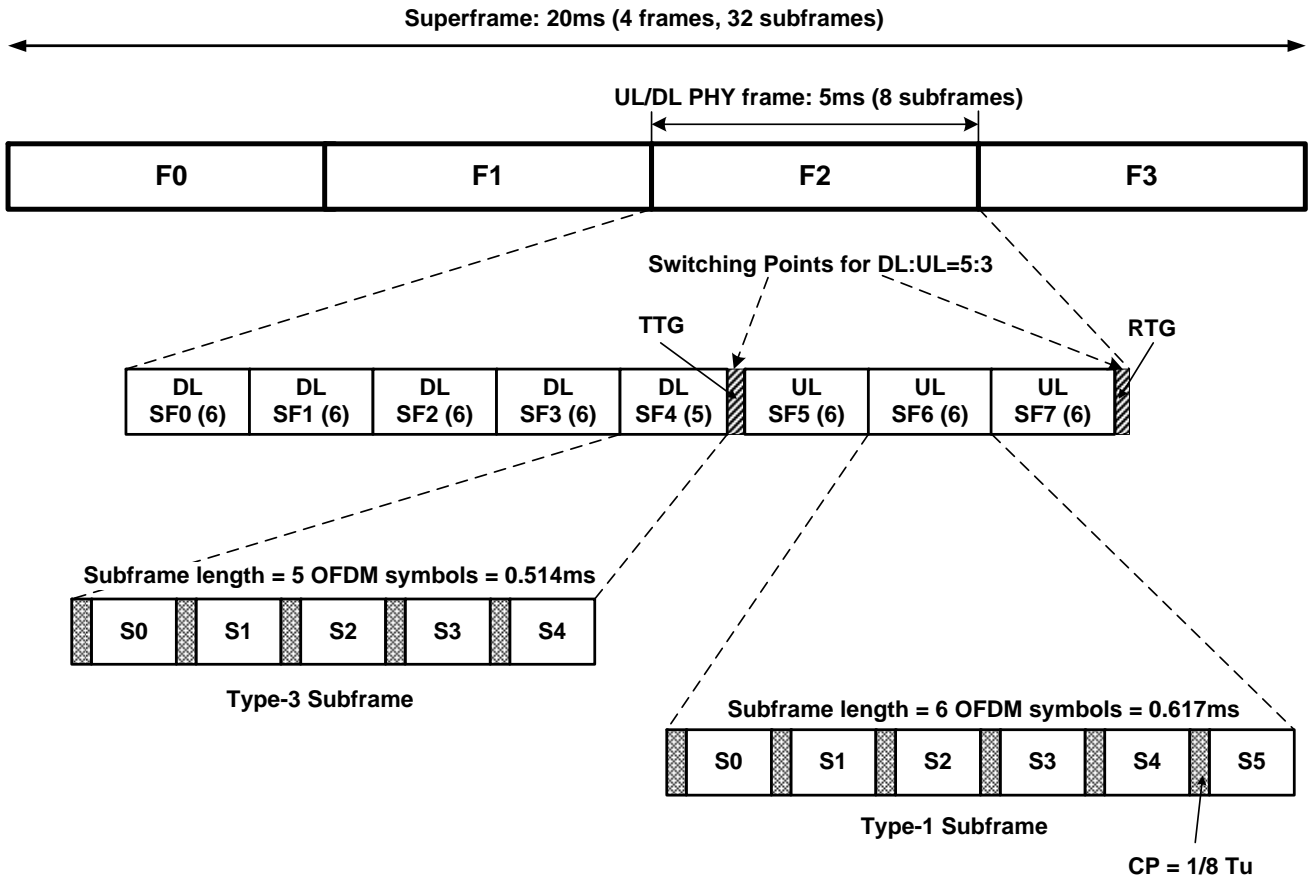 Superframe: 20ms (4 frames, 32 subframes)
UL/DL PHY frame: 5ms (8 subframes)
F0 F1 F2 F3
Switching Points for DL:UL=5:3
TTG
RTG
DL DL DL DL DL UL UL UL
SF0 (6) SF1 (6) SF2 (6) SF3 (6) SF4 (5) SF5 (6) SF6 (6) SF7 (6)
Subframe length = 5 OFDM symbols = 0.514ms
S0 S1 S2 S3 S4
Type-3 Subframe
Subframe length = 6 OFDM symbols = 0.617ms
S0 S1 S2 S3 S4 S5
Type-1 Subframe
CP = 1/8 Tu